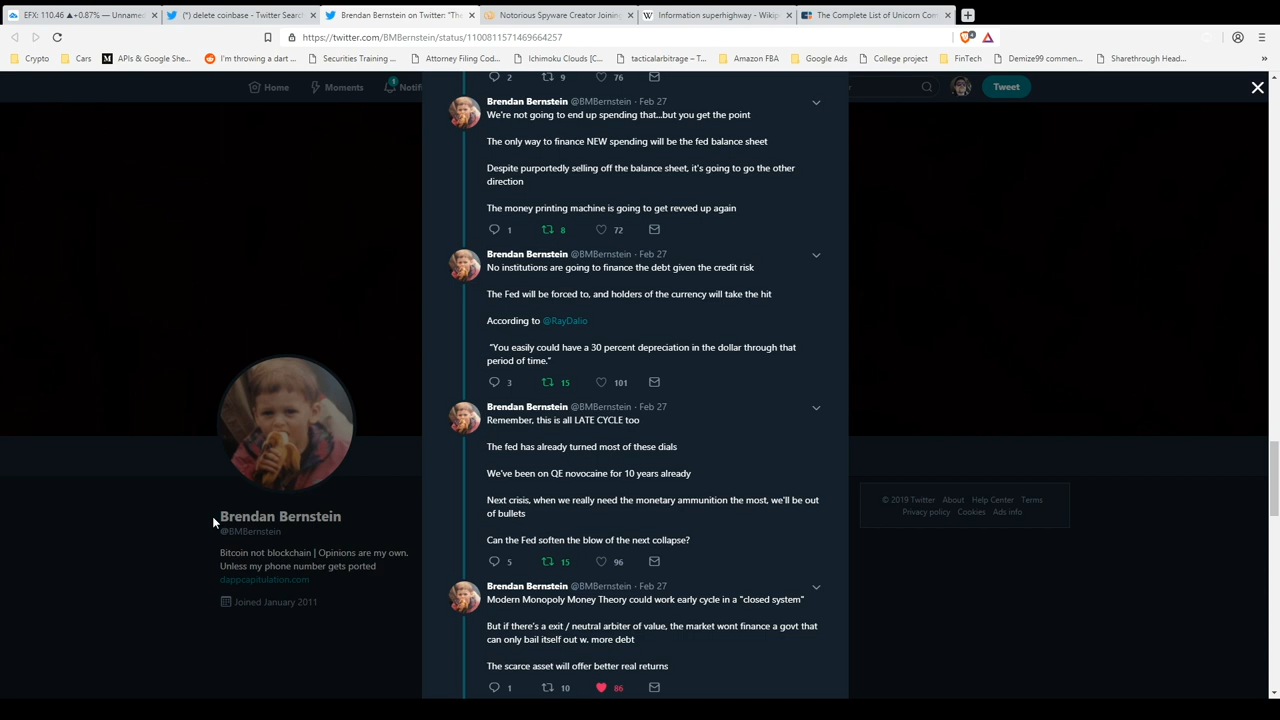 EFX: 110.46 ▲+0.87% — Unnam
(*) delete coinbase - Twitter Searc
Brendan Bernstein on Twitter: "The
Notorious Spyware Creator Joining
Information superhighway - Wikip
The Complete List of Unicorn Com
https://twitter.com/BMBernstein/status/1100811571469664257
4
Crypto
Cars
APIs & Google She...
I'm throwing a dart ...
Securities Training ...
Attorney Filing Cod...
Ichimoku Clouds [C...
tacticalarbitrage – T...
Amazon FBA
Google Ads
College project
FinTech
Demize99 commen...
Sharethrough Head...
»
Home
Moments
1
Notifi
Tweet
2 9 76
Brendan Bernstein @BMBernstein · Feb 27
We're not going to end up spending that...but you get the point
The only way to finance NEW spending will be the fed balance sheet
Despite purportedly selling off the balance sheet, it's going to go the other
direction
The money printing machine is going to get revved up again
1 8 72
Brendan Bernstein @BMBernstein · Feb 27
No institutions are going to finance the debt given the credit risk
The Fed will be forced to, and holders of the currency will take the hit
According to @RayDalio
“You easily could have a 30 percent depreciation in the dollar through that
period of time.”
3 15 101
Brendan Bernstein @BMBernstein · Feb 27
Remember, this is all LATE CYCLE too
The fed has already turned most of these dials
We've been on QE novocaine for 10 years already
Next crisis, when we really need the monetary ammunition the most, we'll be out
of bullets
Can the Fed soften the blow of the next collapse?
5 15 96
Brendan Bernstein @BMBernstein · Feb 27
Modern Monopoly Money Theory could work early cycle in a "closed system"
But if there's a exit / neutral arbiter of value, the market wont finance a govt that
can only bail itself out w. more debt
The scarce asset will offer better real returns
1 10 86
Brendan Bernstein
@BMBernstein
Bitcoin not blockchain | Opinions are my own.
Unless my phone number gets ported
dappcapitulation.com
Joined January 2011
© 2019 Twitter About Help Center Terms
Privacy policy Cookies Ads info